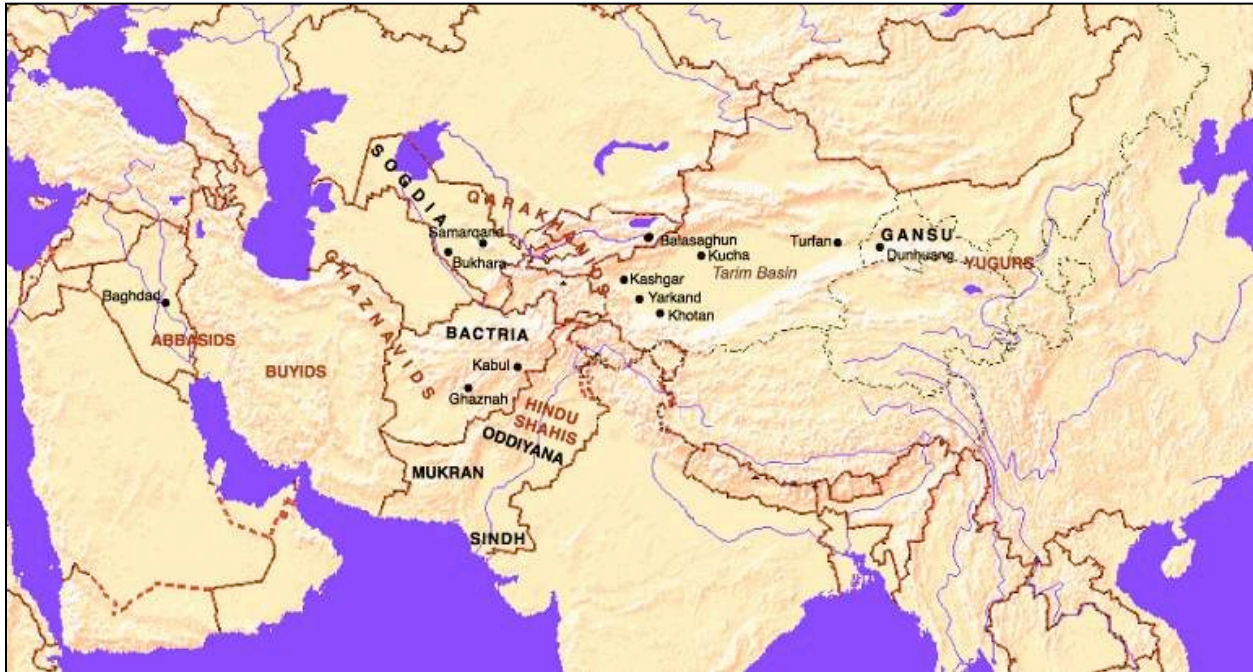 SOGDIA
QARAKHANIDS
Samarqand
Bukhara
Balasaghun
Kucha
Tarim Basin
Turfan
GANSU
Dunhuang
YUGURS
Kashgar
Yarkand
Khotan
GHAZNAVIDS
Baghdad
ABBASIDS
BUYIDS
BACTRIA
Kabul
Ghaznah
HINDU
SHAHIS
ODDIYANA
MUKRAN
SINDH